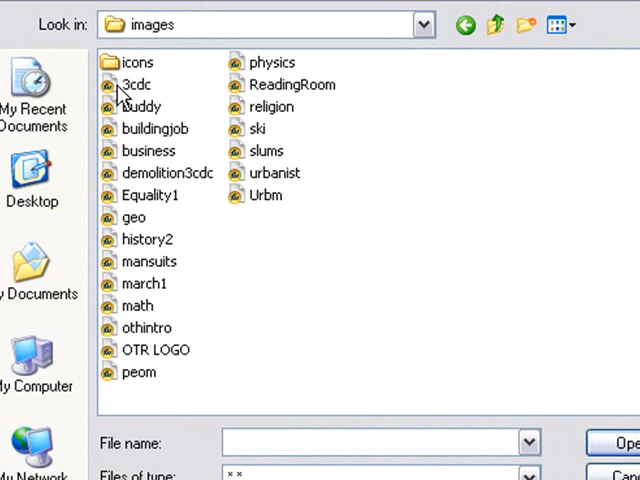 Look in: images
My Recent
Documents
Desktop
y Documents
My Computer
My Network
icons
3cdc
buddy
buildingjob
business
demolition3cdc
Equality1
geo
history2
mansuits
march1
math
othintro
OTR LOGO
peom
physics
ReadingRoom
religion
ski
slums
urbanist
Urbm
File name:
Ope
Files of type: *.*
Canc